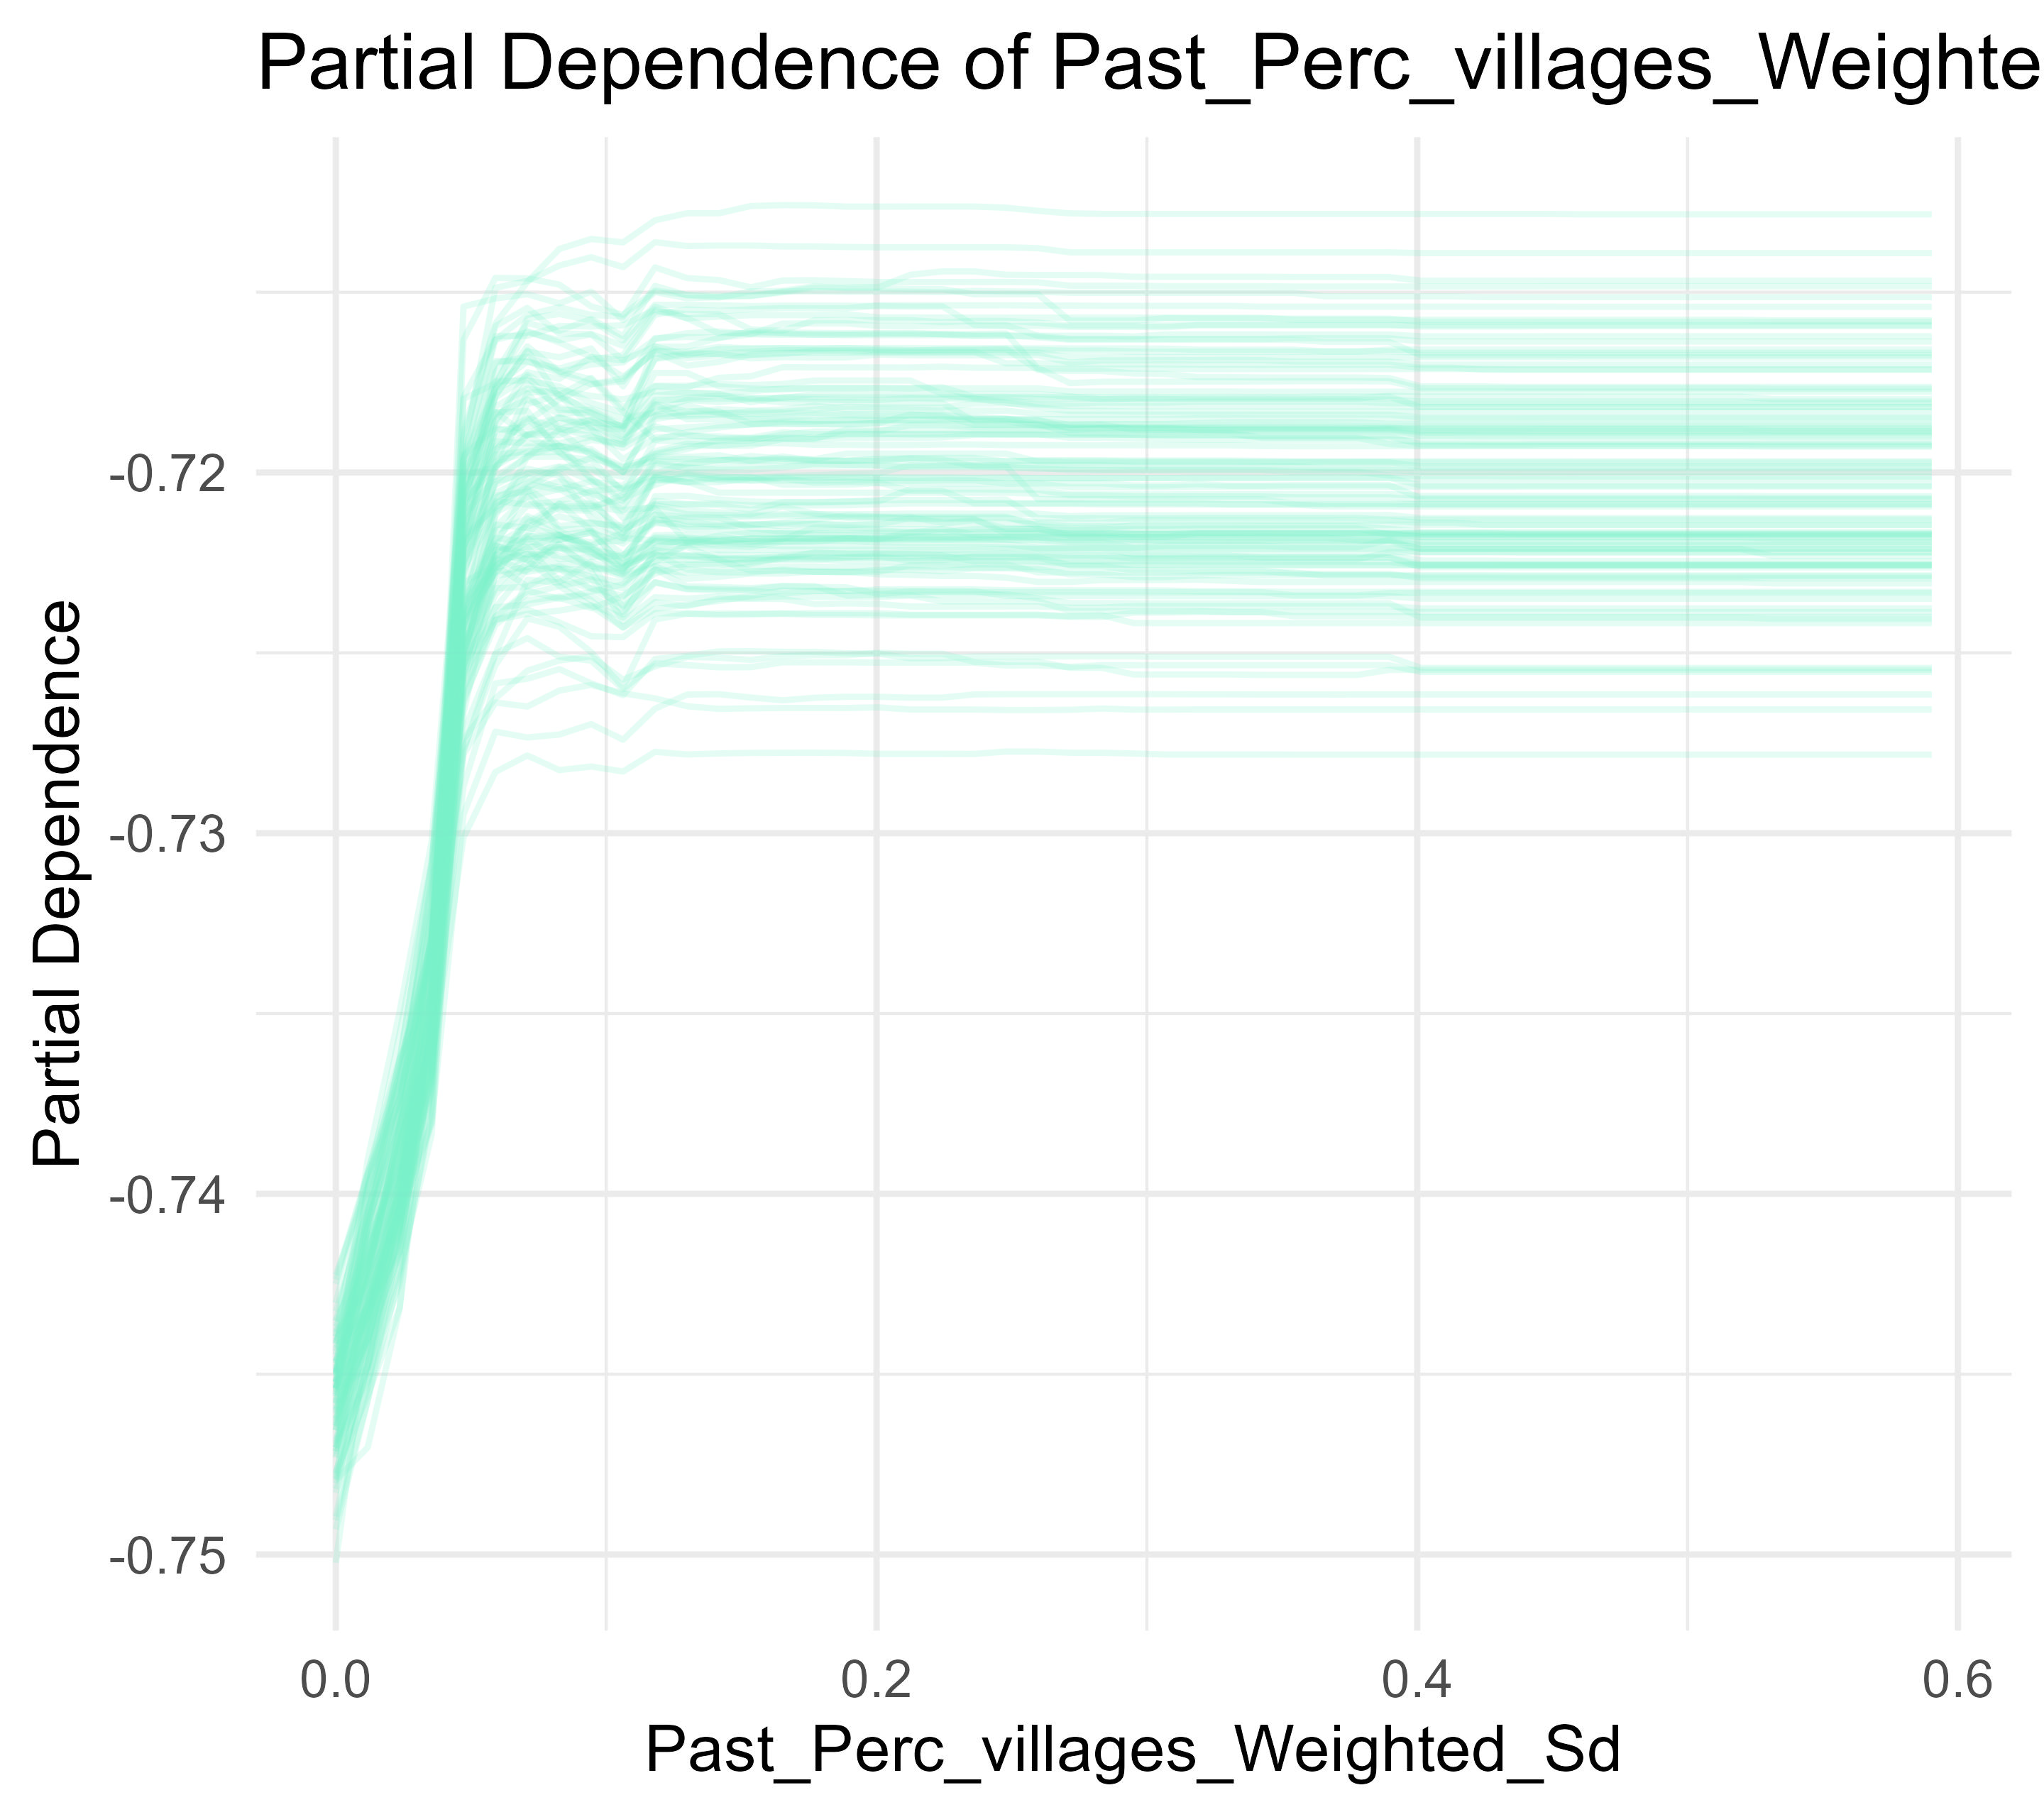 Partial Dependence of Past_Perc_villages_Weighte
Partial Dependence
-0.72
-0.73
-0.74
-0.75
0.0 0.2 0.4 0.6
Past_Perc_villages_Weighted_Sd